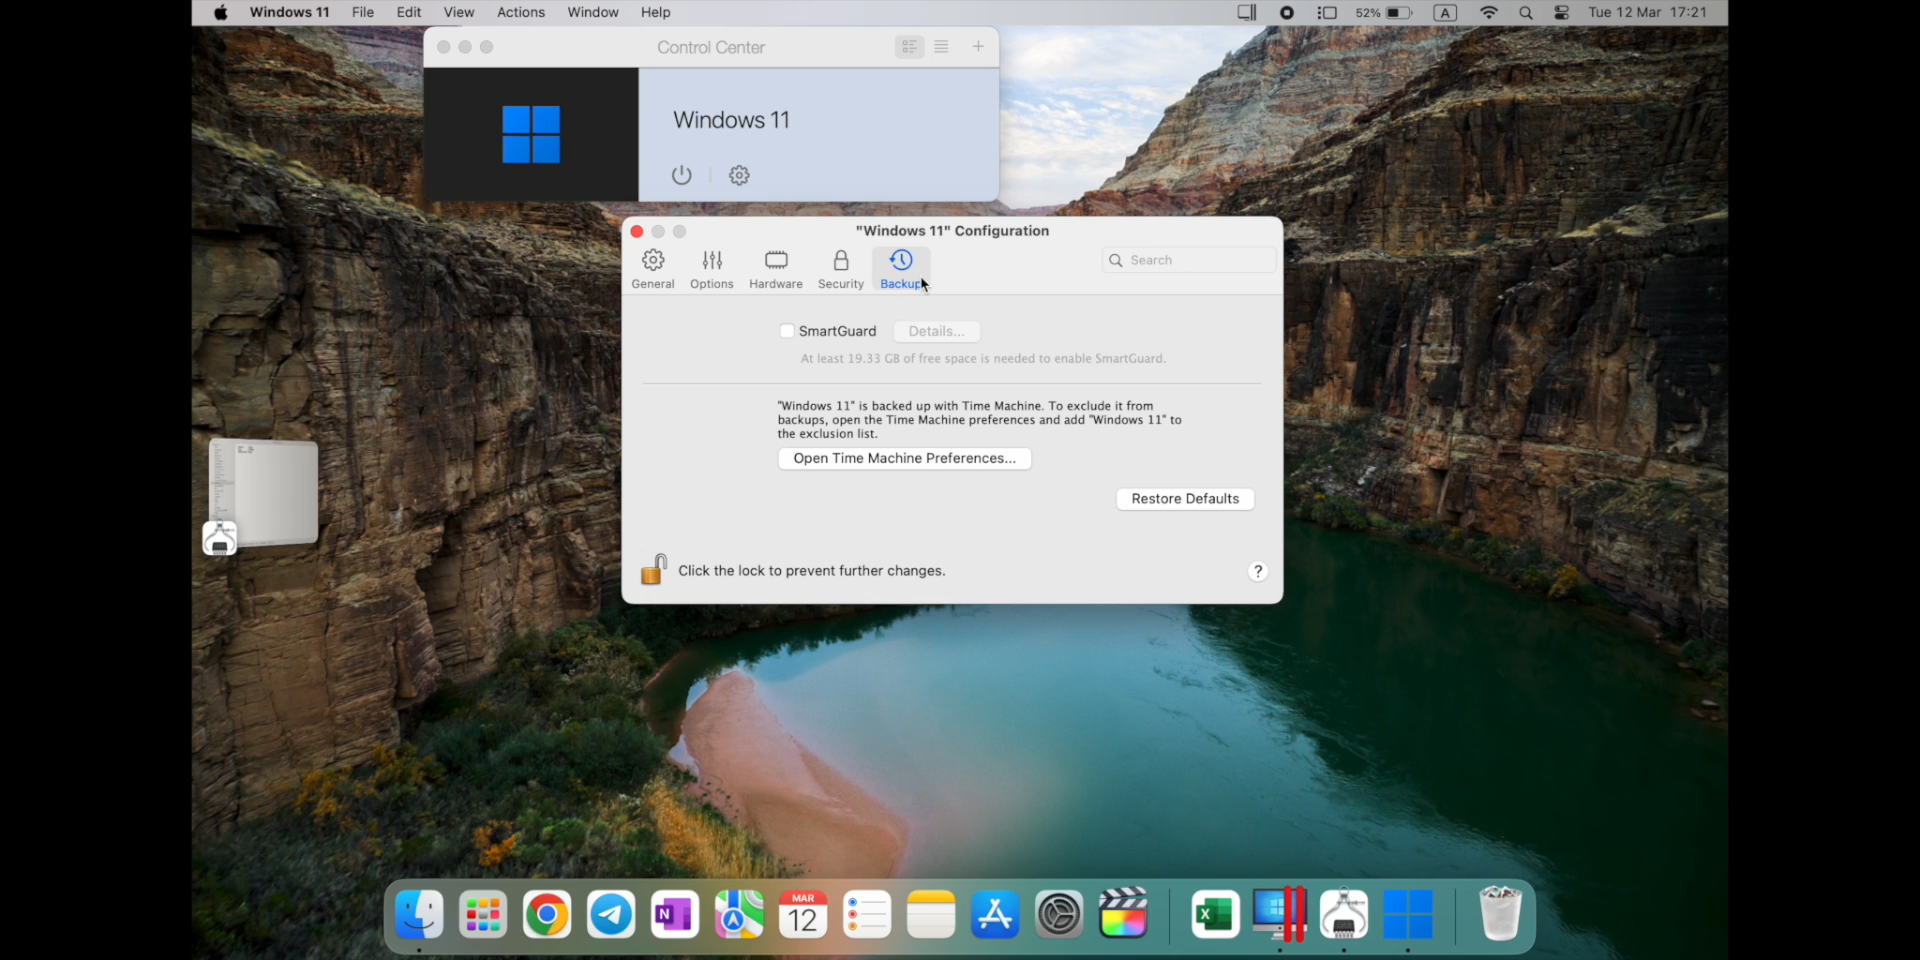 Windows 11 File Edit View Actions Window Help 52% A Tue 12 Mar 17:21
Control Center
Windows 11
"Windows 11" Configuration
General Options Hardware Security Backup
Search
SmartGuard Details...
At least 19.33 GB of free space is needed to enable SmartGuard.
"Windows 11" is backed up with Time Machine. To exclude it from
backups, open the Time Machine preferences and add "Windows 11" to
the exclusion list.
Open Time Machine Preferences...
Restore Defaults
Click the lock to prevent further changes.
?
N
MAR
12
X